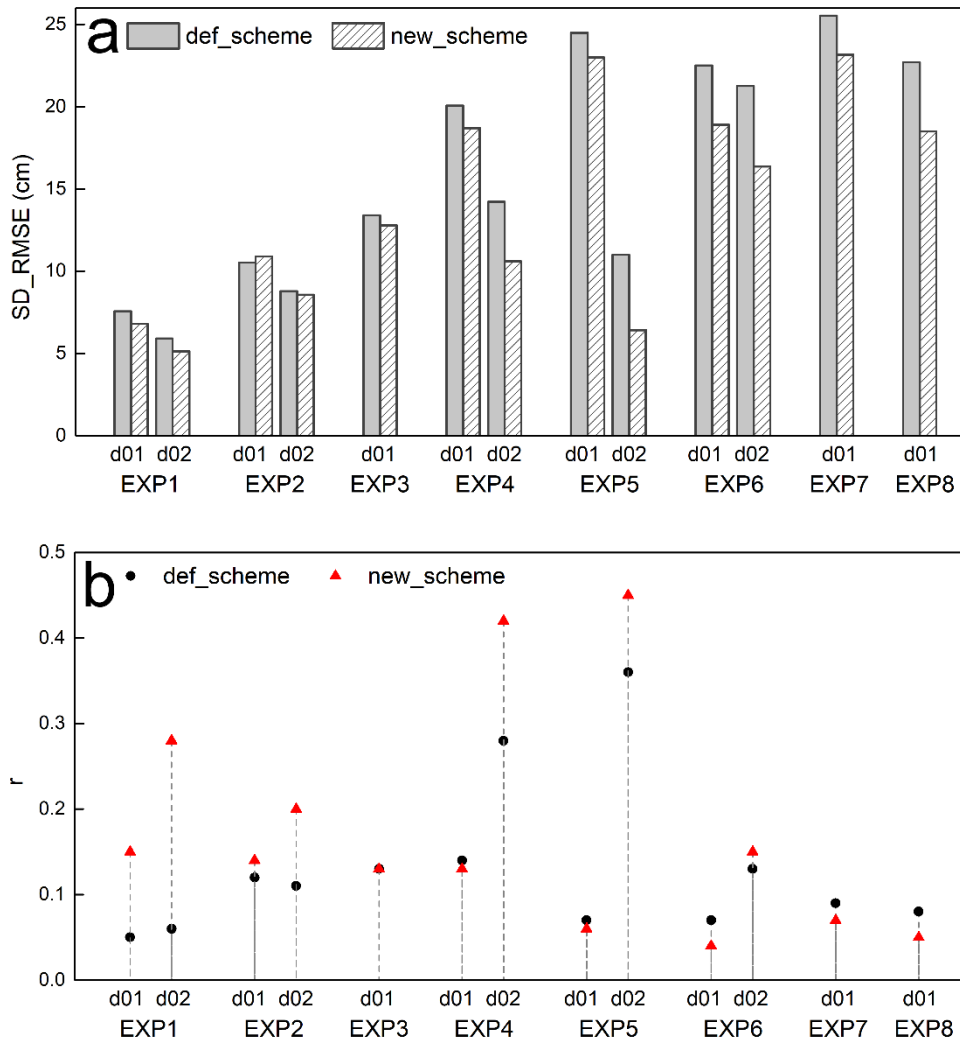 a def_scheme new_scheme
SD_RMSE (cm)
25
20
15
10
5
0
d01 d02 d01 d02 d01 d01 d02 d01 d02 d01 d02 d01 d01
EXP1 EXP2 EXP3 EXP4 EXP5 EXP6 EXP7 EXP8
b def_scheme new_scheme
r
0.5
0.4
0.3
0.2
0.1
0.0
d01 d02 d01 d02 d01 d01 d02 d01 d02 d01 d02 d01 d01
EXP1 EXP2 EXP3 EXP4 EXP5 EXP6 EXP7 EXP8